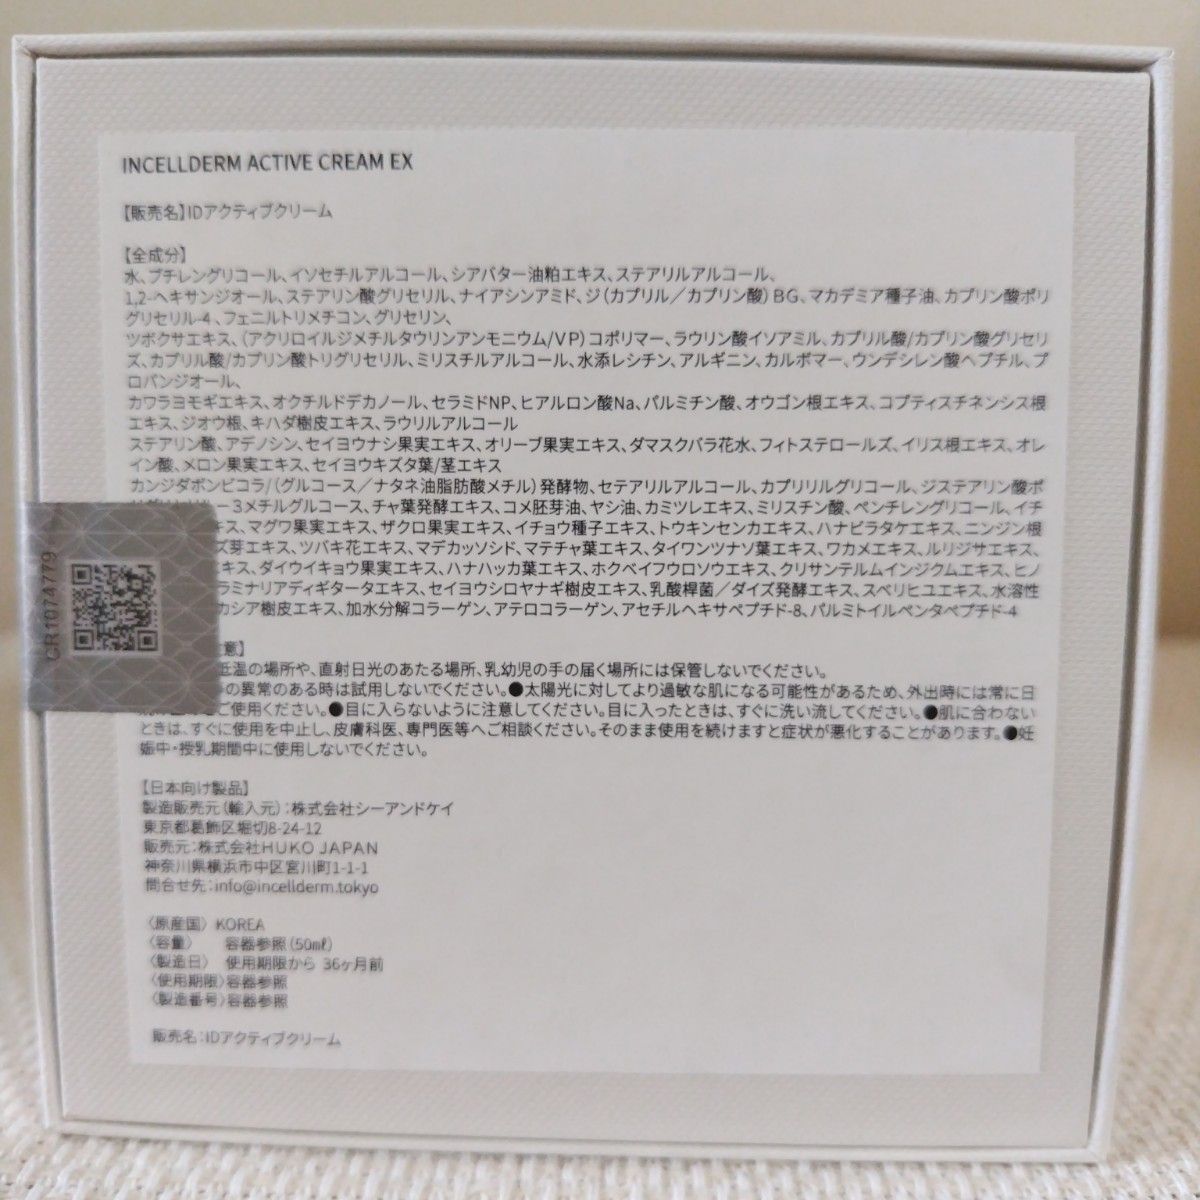 INCELLDERM ACTIVE CREAM EX
【販売名】IDアクティブクリーム
【全成分】
水、ブチレングリコール、イソセチルアルコール、シアバター油粕エキス、ステアリルアルコール、
1,2-ヘキサンジオール、ステアリン酸グリセリル、ナイアシンアミド、ジ(カプリル/カプリン酸)BG、マカデミア種子油、カプリン酸ポリ
グリセリル-4、フェニルトリメチコン、グリセリン、
ツボクサエキス、(アクリロイルジメチルタウリンアンモニウム/VP)コポリマー、ラウリン酸イソアミル、カプリル酸/カプリン酸グリセリ
ズ、カプリル酸/カプリン酸トリグリセリル、ミリスチルアルコール、水添レシチン、アルギニン、カルボマー、ウンデシレン酸ヘプチル、プ
ロパンジオール、
カワラヨモギエキス、オクチルドデカノール、セラミドNP、ヒアルロン酸Na、パルミチン酸、オウゴン根エキス、コプティスチネンシス根
エキス、ジオウ根、キハダ樹皮エキス、ラウリルアルコール
ステアリン酸、アデノシン、セイヨウナシ果実エキス、オリーブ果実エキス、ダマスクバラ花水、フィトステロールズ、イリス根エキス、オレ
イン酸、メロン果実エキス、セイヨウキズタ葉/茎エキス
カンジダボンビコラ/(グルコース/ナタネ油脂肪酸メチル)発酵物、セテアリルアルコール、カプリリルグリコール、ジステアリン酸ポ
ー3メチルグルコース、チャ葉発酵エキス、コメ胚芽油、ヤシ油、カミツレエキス、ミリスチン酸、ペンチレングリコール、イチ
キス、マグワ果実エキス、ザクロ果実エキス、イチョウ種子エキス、トウキンセンカエキス、ハナビラタケエキス、ニンジン根
ズ芽エキス、ツバキ花エキス、マデカッソシド、マテチャ葉エキス、タイワンツナソ葉エキス、ワカメエキス、ルリジサエキス、
エキス、ダイウイキョウ果実エキス、ハナハッカ葉エキス、ホクベイフウロソウエキス、クリサンテルムインジクムエキス、ヒノ
ラミナリアディギタータエキス、セイヨウシロヤナギ樹皮エキス、乳酸桿菌/ダイズ発酵エキス、スベリヒユエキス、水溶性
カシア樹皮エキス、加水分解コラーゲン、アテロコラーゲン、アセチルヘキサペプチド-8、パルミトイルペンタペプチド-4
意】
低温の場所や、直射日光のあたる場所、乳幼児の手の届く場所には保管しないでください。
の異常のある時は試用しないでください。●太陽光に対してより過敏な肌になる可能性があるため、外出時には常に日
ご使用ください。●目に入らないように注意してください。目に入ったときは、すぐに洗い流してください。●肌に合わない
ときは、すぐに使用を中止し、皮膚科医、専門医等へご相談ください。そのまま使用を続けますと症状が悪化することがあります。●妊
娠中・授乳期間中に使用しないでください。
【日本向け製品】
製造販売元(輸入元):株式会社シーアンドケイ
東京都葛飾区堀切8-24-12
販売元:株式会社HUKO JAPAN
神奈川県横浜市中区宮川町1-1-1
問合せ先:info@incellderm.tokyo
〈原産国〉 KOREA
〈容量〉 容器参照(50㎖)
〈製造日〉 使用期限から 36ヶ月前
〈使用期限〉容器参照
〈製造番号〉容器参照
販売名:IDアクティブクリーム
CR1074779